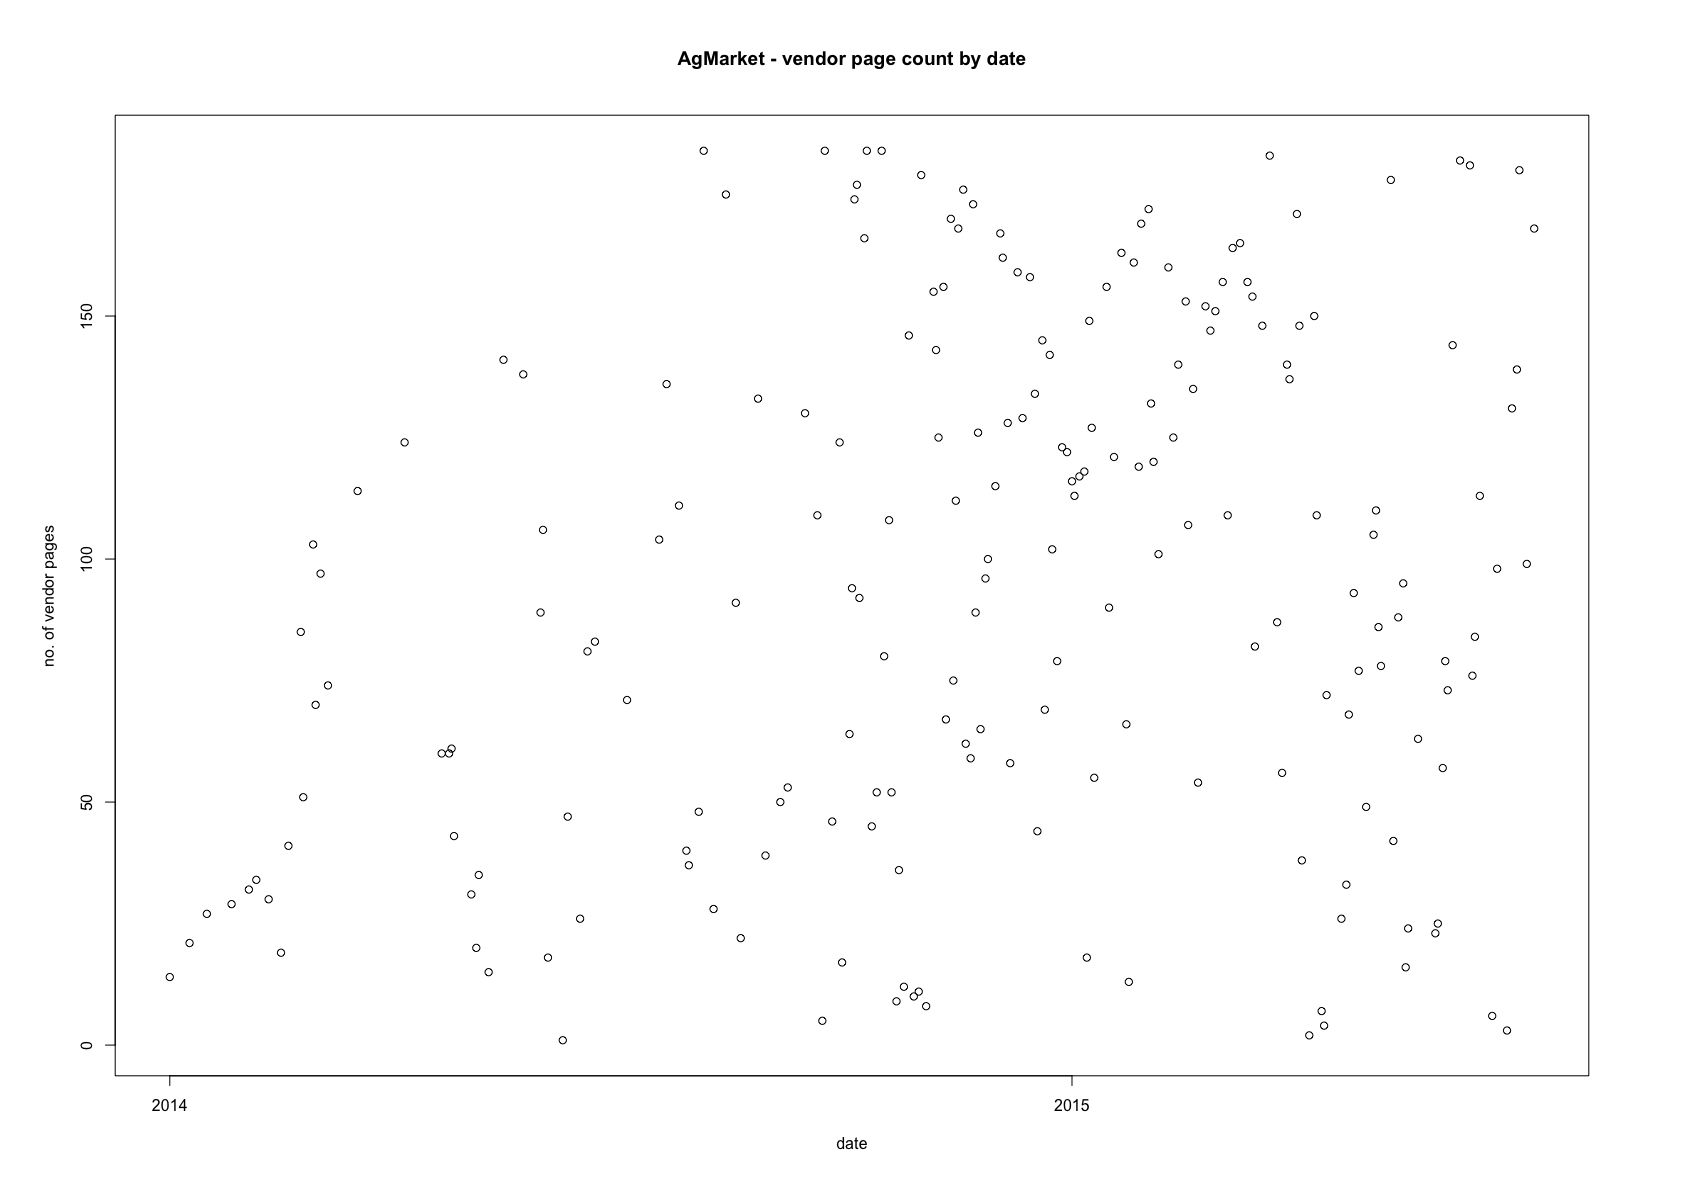 AgMarket - vendor page count by date
no. of vendor pages
150
100
50
0
2014
2015
date